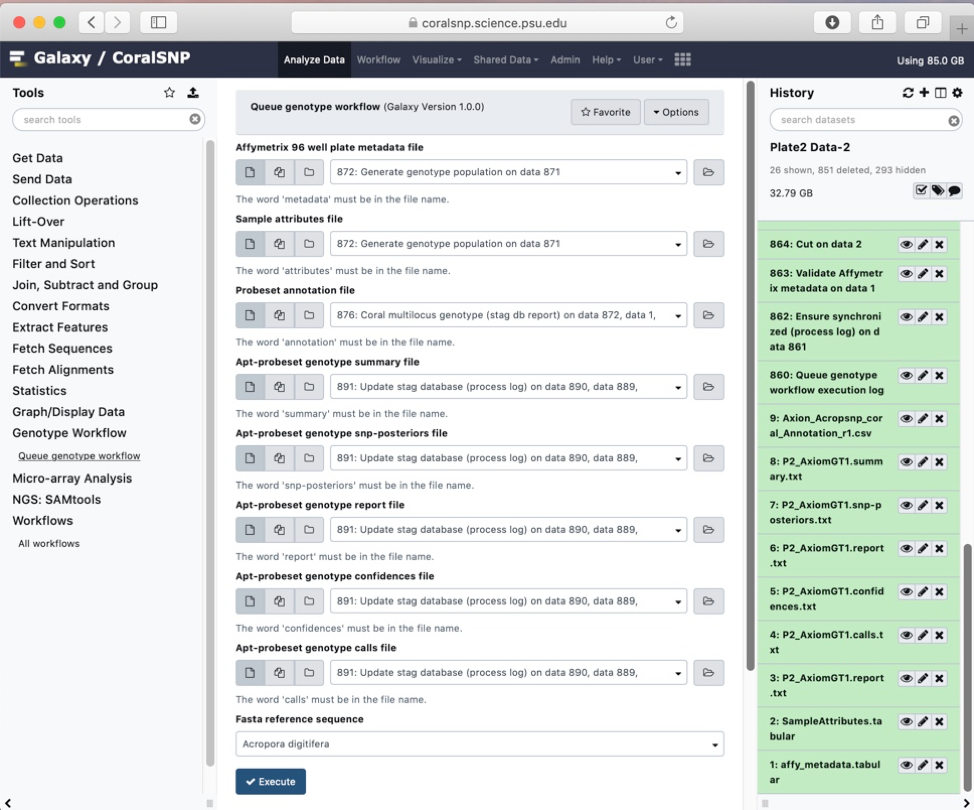 coralsnp.science.psu.edu
Galaxy / CoralSNP
Analyze Data Workflow Visualize Shared Data Admin Help User
Using 85.0 GB
Tools
search tools
Get Data
Send Data
Collection Operations
Lift-Over
Text Manipulation
Filter and Sort
Join, Subtract and Group
Convert Formats
Extract Features
Fetch Sequences
Fetch Alignments
Statistics
Graph/Display Data
Genotype Workflow
Queue genotype workflow
Micro-array Analysis
NGS: SAMtools
Workflows
All workflows
Queue genotype workflow (Galaxy Version 1.0.0)
Favorite
Options
Affymetrix 96 well plate metadata file
872: Generate genotype population on data 871
The word 'metadata' must be in the file name.
Sample attributes file
872: Generate genotype population on data 871
The word 'attributes' must be in the file name.
Probeset annotation file
876: Coral multilocus genotype (stag db report) on data 872, data 1,
The word 'annotation' must be in the file name.
Apt-probeset genotype summary file
891: Update stag database (process log) on data 890, data 889,
The word 'summary' must be in the file name.
Apt-probeset genotype snp-posteriors file
891: Update stag database (process log) on data 890, data 889,
The word 'snp-posteriors' must be in the file name.
Apt-probeset genotype report file
891: Update stag database (process log) on data 890, data 889,
The word 'report' must be in the file name.
Apt-probeset genotype confidences file
891: Update stag database (process log) on data 890, data 889,
The word 'confidences' must be in the file name.
Apt-probeset genotype calls file
891: Update stag database (process log) on data 890, data 889,
The word 'calls' must be in the file name.
Fasta reference sequence
Acropora digitifera
Execute
History
search datasets
Plate2 Data-2
26 shown, 851 deleted, 293 hidden
32.79 GB
864: Cut on data 2
863: Validate Affymetr
ix metadata on data 1
862: Ensure synchroni
zed (process log) on d
ata 861
860: Queue genotype
workflow execution log
9: Axion_Acropsnp_cor
al_Annotation_r1.csv
8: P2_AxiomGT1.summ
ary.txt
7: P2_AxiomGT1.snp-p
osteriors.txt
6: P2_AxiomGT1.report
.txt
5: P2_AxiomGT1.confid
ences.txt
4: P2_AxiomGT1.calls.t
xt
3: P2_AxiomGT1.report
.txt
2: SampleAttributes.ta
bular
1: affy_metadata.tabul
ar